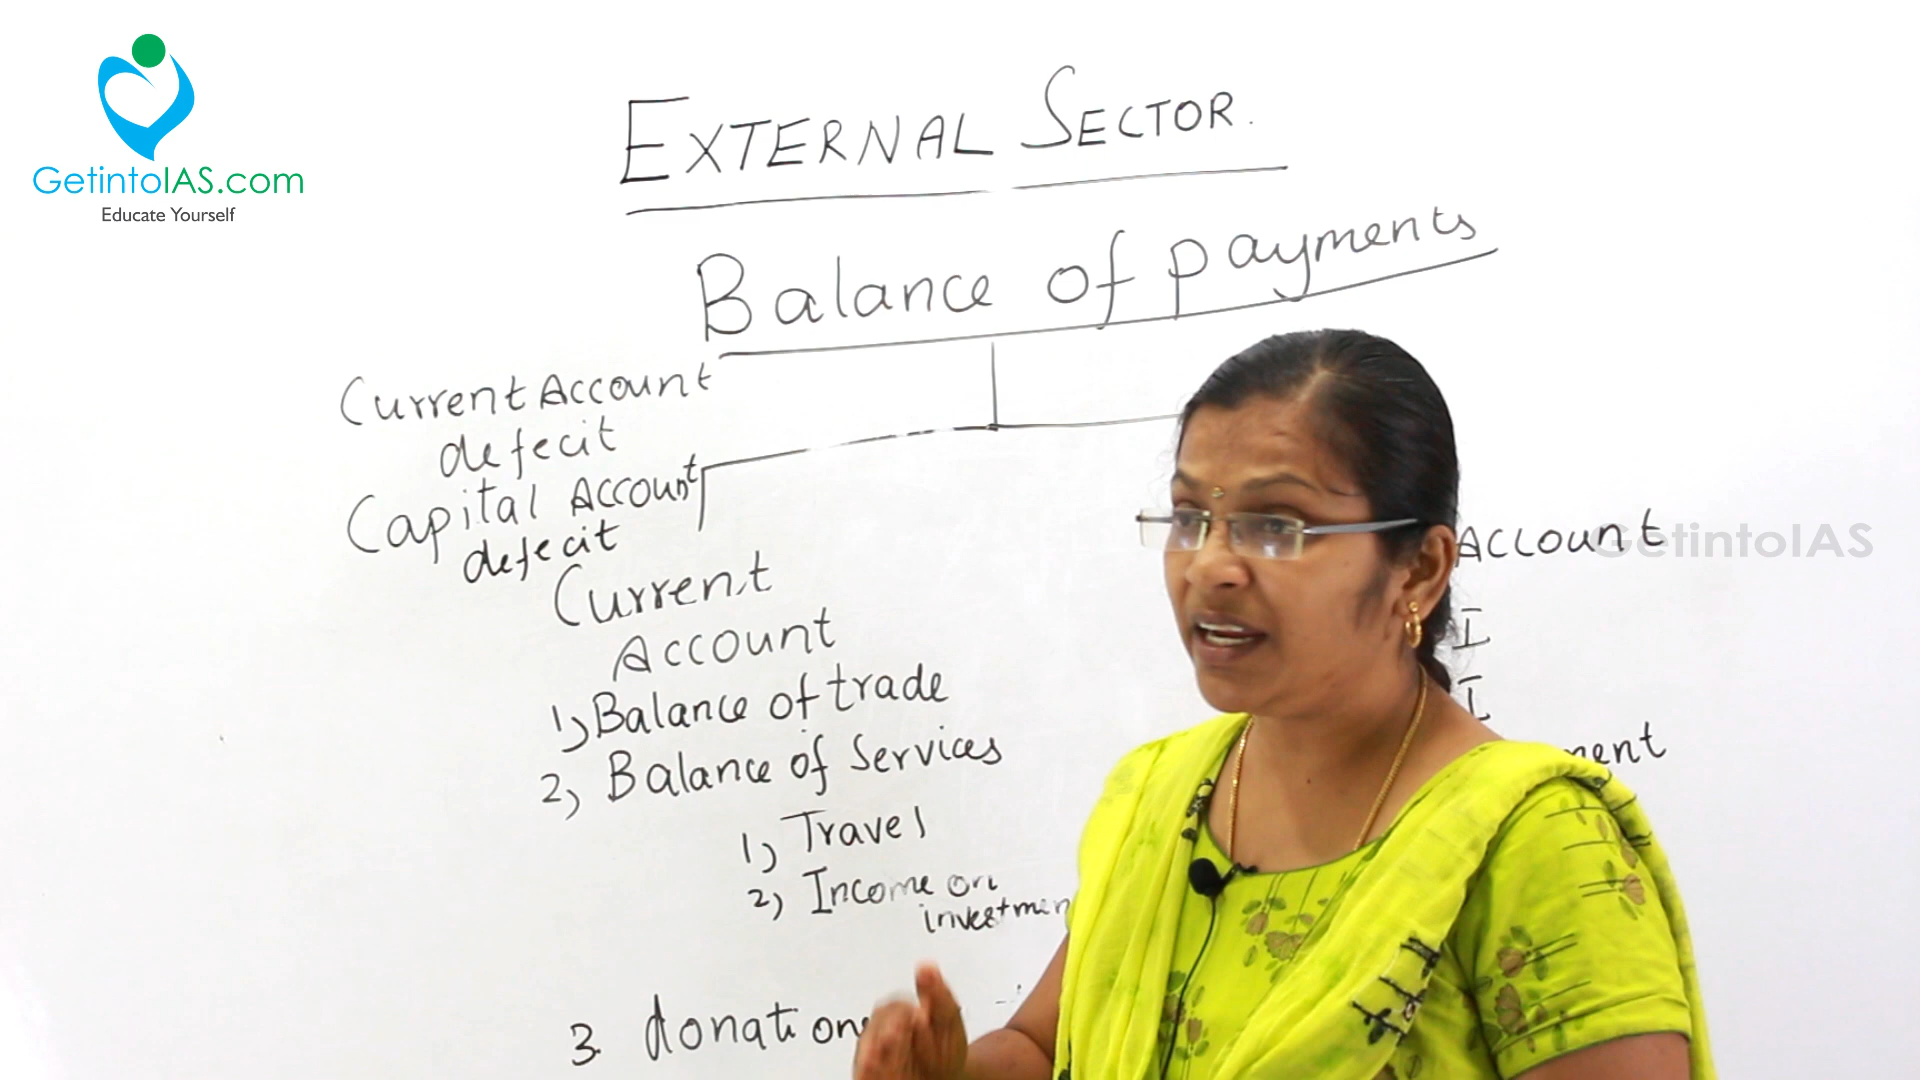 GetintoIAS.com
Educate Yourself
EXTERNAL SECTOR.
Balance of payments
Current Account
defecit
Capital Account
defecit
Current
Account
1) Balance of trade
2) Balance of Services
1) Travel
2) Income on
investmen
3. donation
Account
GetintoIAS
I
I
ment